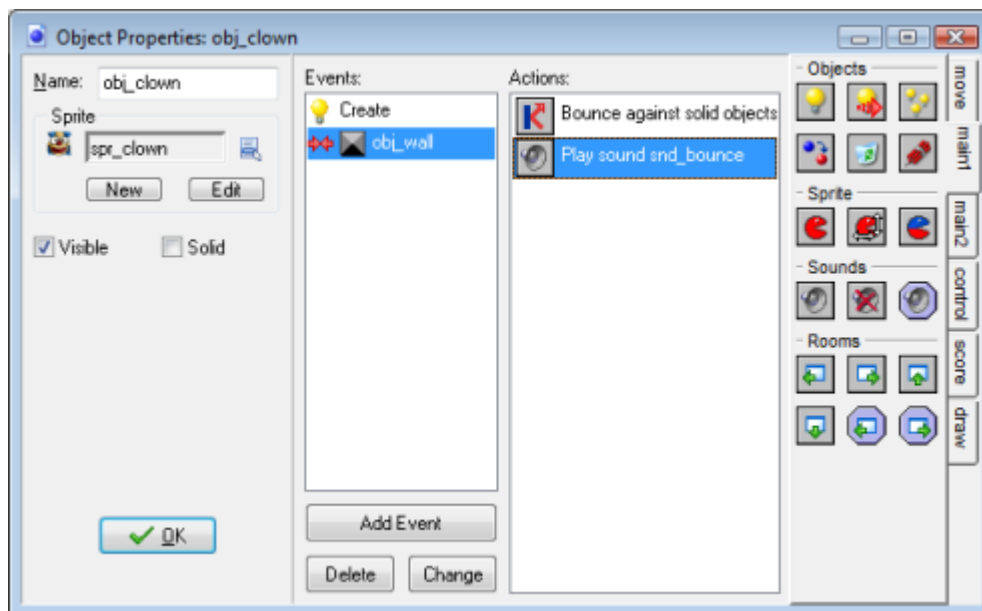 Object Properties: obj_clown
Name: obj_clown
Sprite
spr_clown
New Edit
Visible Solid
OK
Events:
Create
obj_wall
Add Event
Delete Change
Actions:
Bounce against solid objects
Play sound snd_bounce
Objects
Sprite
Sounds
Rooms
move
main1
main2
control
score
draw